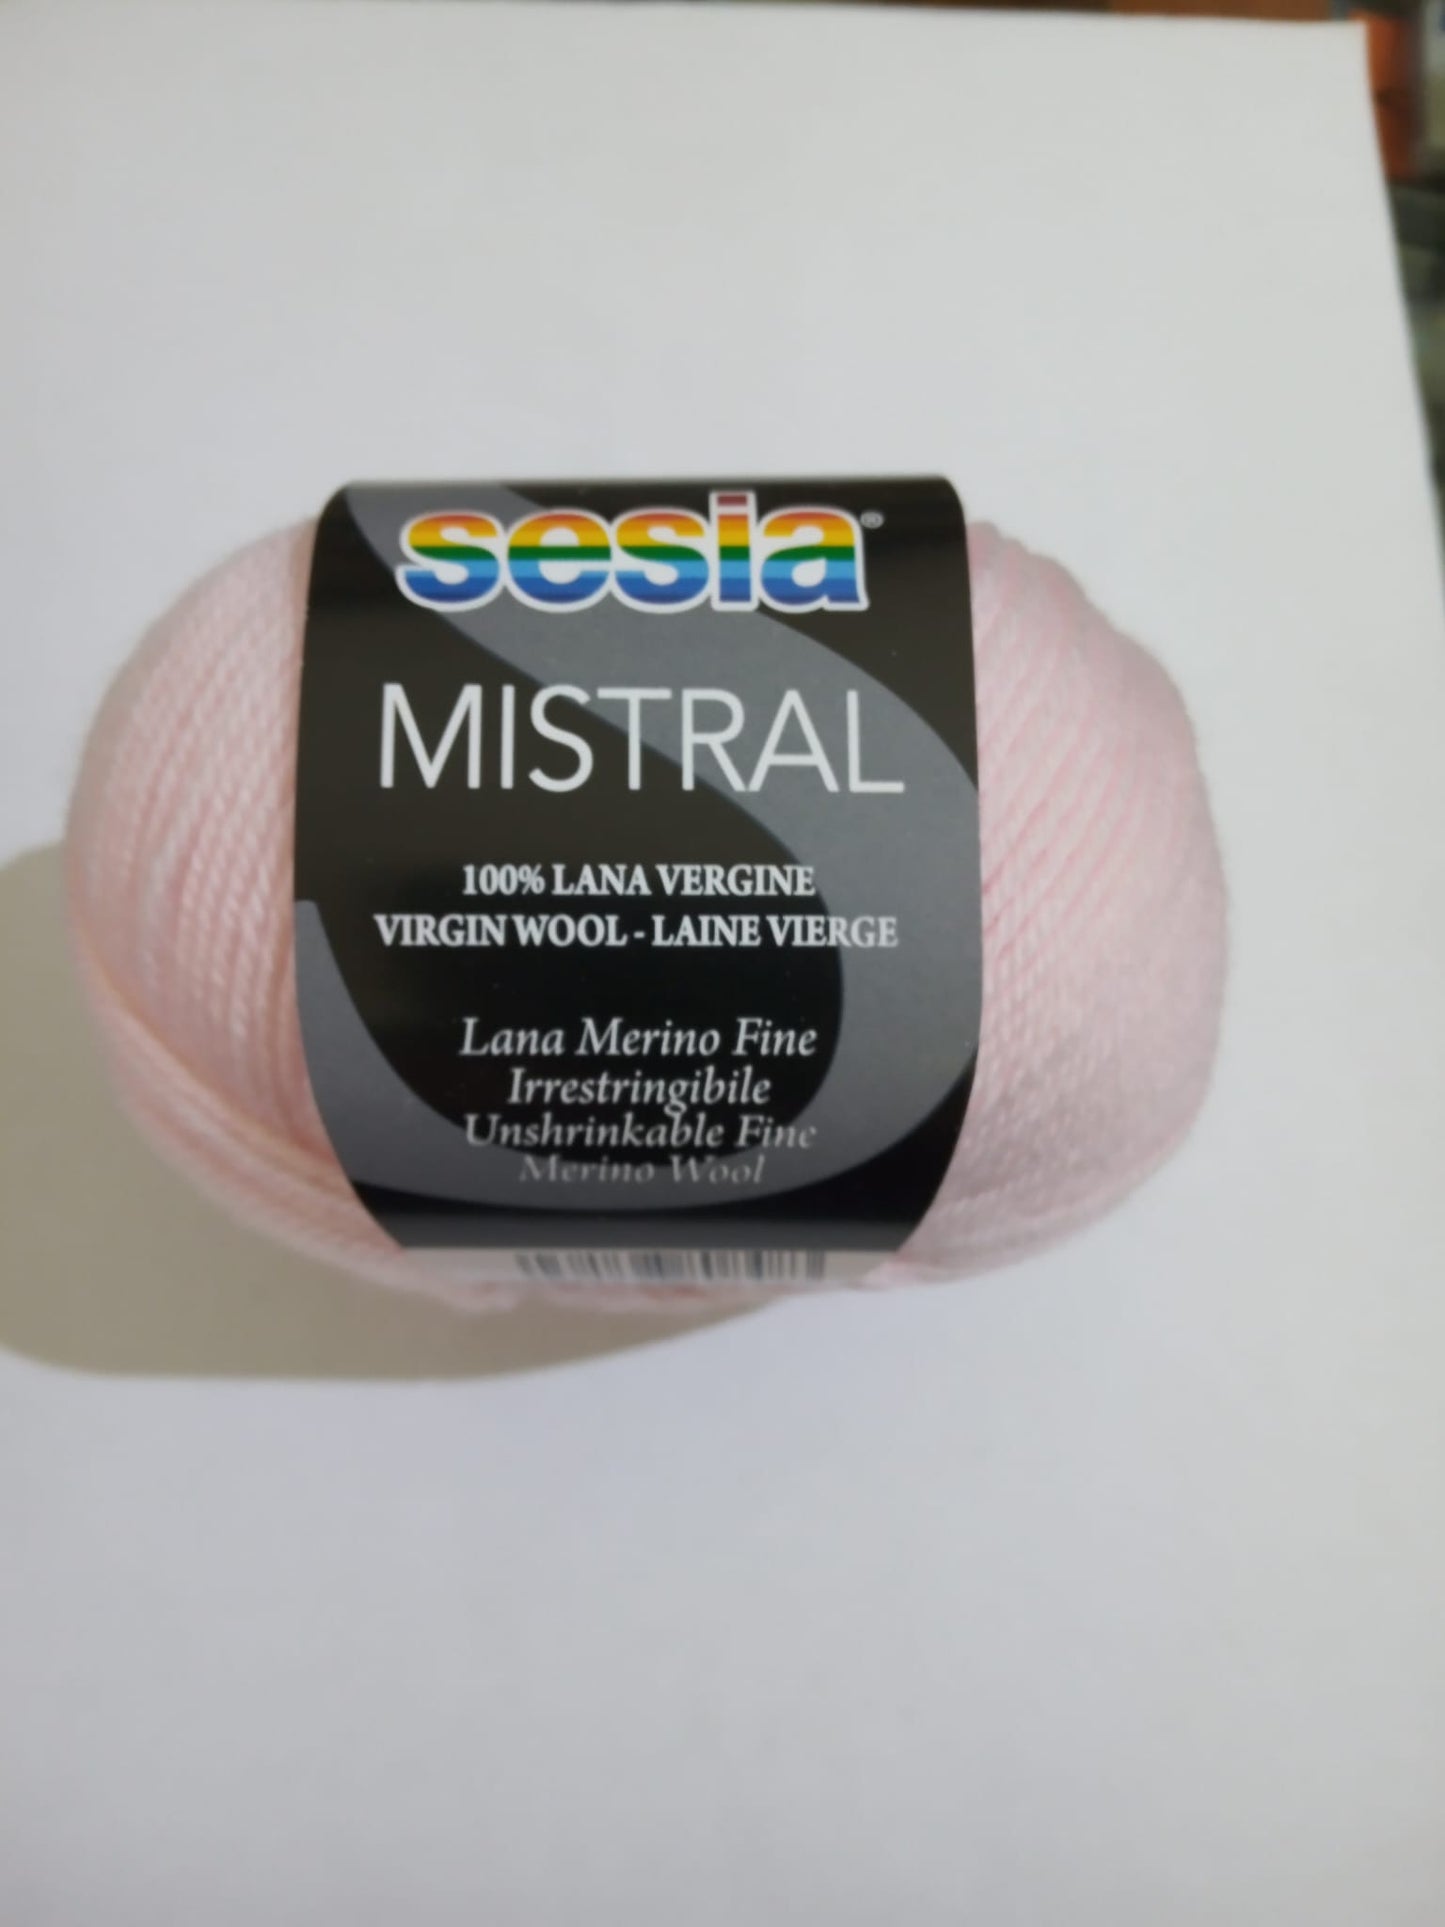 sesia®
MISTRAL
100% LANA VERGINE
VIRGIN WOOL - LAINE VIERGE
Lana Merino Fine
Irrestringibile
Unshrinkable Fine
Merino Wool